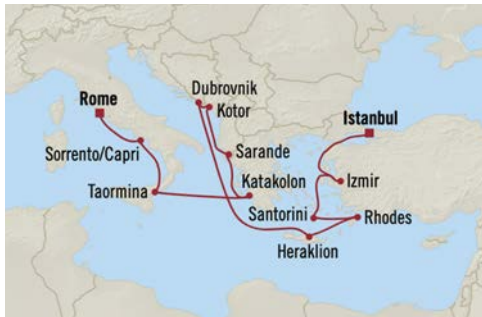 Dubrovnik
Rome
Kotor
Istanbul
Sorrento/Capri
Sarande
Taormina
Katakolon
Izmir
Santorini
Rhodes
Heraklion